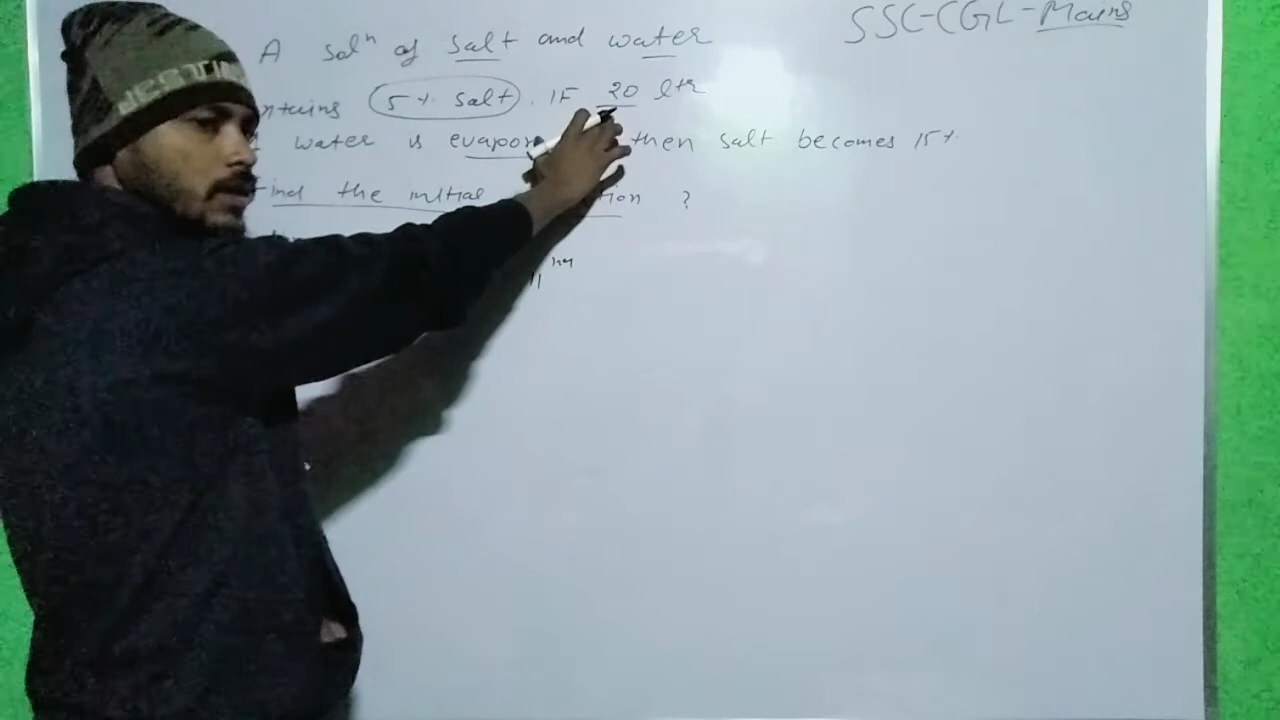 SSC-CGL-Mains
A solⁿ of salt and water
ntains 5% salt. IF 20 ltr
water is evapor then salt becomes 15%
ind the initial tion ?